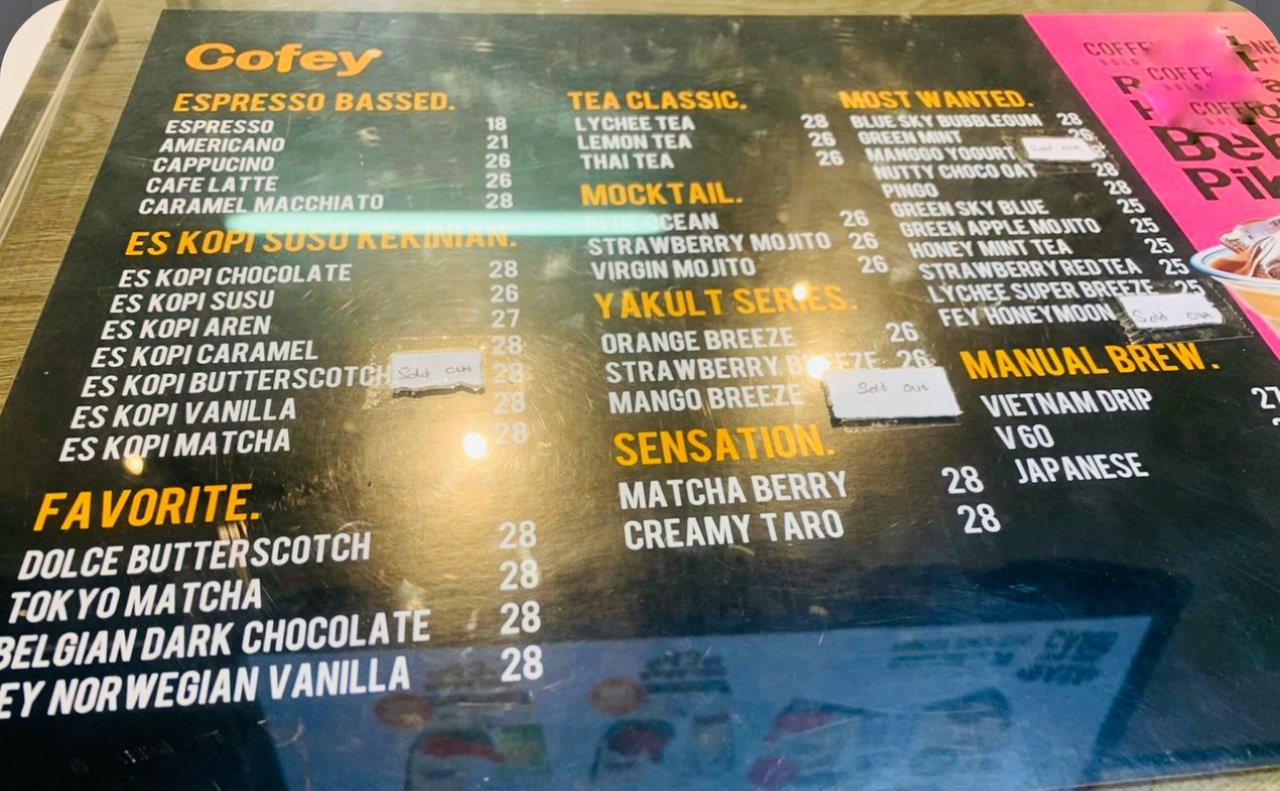 Cofey
ESPRESSO BASSED.
ESPRESSO 18
AMERICANO 21
CAPPUCINO 26
CAFE LATTE 26
CARAMEL MACCHIATO 28
ES KOPI SUSU KEKINIAN.
ES KOPI CHOCOLATE 28
ES KOPI SUSU 26
ES KOPI AREN 27
ES KOPI CARAMEL 28
ES KOPI BUTTERSCOTCH Sold out 28
ES KOPI VANILLA 28
ES KOPI MATCHA 28
FAVORITE.
DOLCE BUTTERSCOTCH 28
TOKYO MATCHA 28
BELGIAN DARK CHOCOLATE 28
EY NORWEGIAN VANILLA 28
TEA CLASSIC.
LYCHEE TEA 28
LEMON TEA 26
THAI TEA 26
MOCKTAIL.
BLUE OCEAN 26
STRAWBERRY MOJITO 26
VIRGIN MOJITO 26
YAKULT SERIES.
ORANGE BREEZE 26
STRAWBERRY BREEZE 26
MANGO BREEZE Sold out
SENSATION.
MATCHA BERRY 28
CREAMY TARO 28
MOST WANTED.
BLUE SKY BUBBLEGUM 28
GREEN MINT 26
MANOGO YOGURT Sold out
NUTTY CHOCO OAT 28
PINGO 28
GREEN SKY BLUE 25
GREEN APPLE MOJITO 25
HONEY MINT TEA 25
STRAWBERRY RED TEA 25
LYCHEE SUPER BREEZE 25
FEY HONEYMOON Sold out
MANUAL BREW.
VIETNAM DRIP 27
V60
JAPANESE
COFFE
COFFE
COFFE